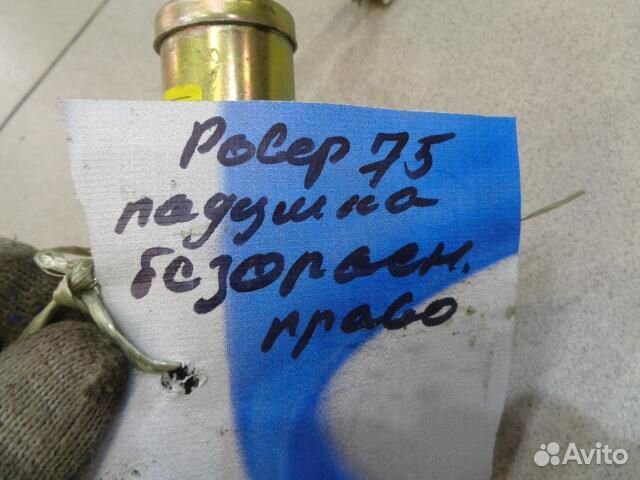 Ровер 75
подушка
безопасн.
право
Avito